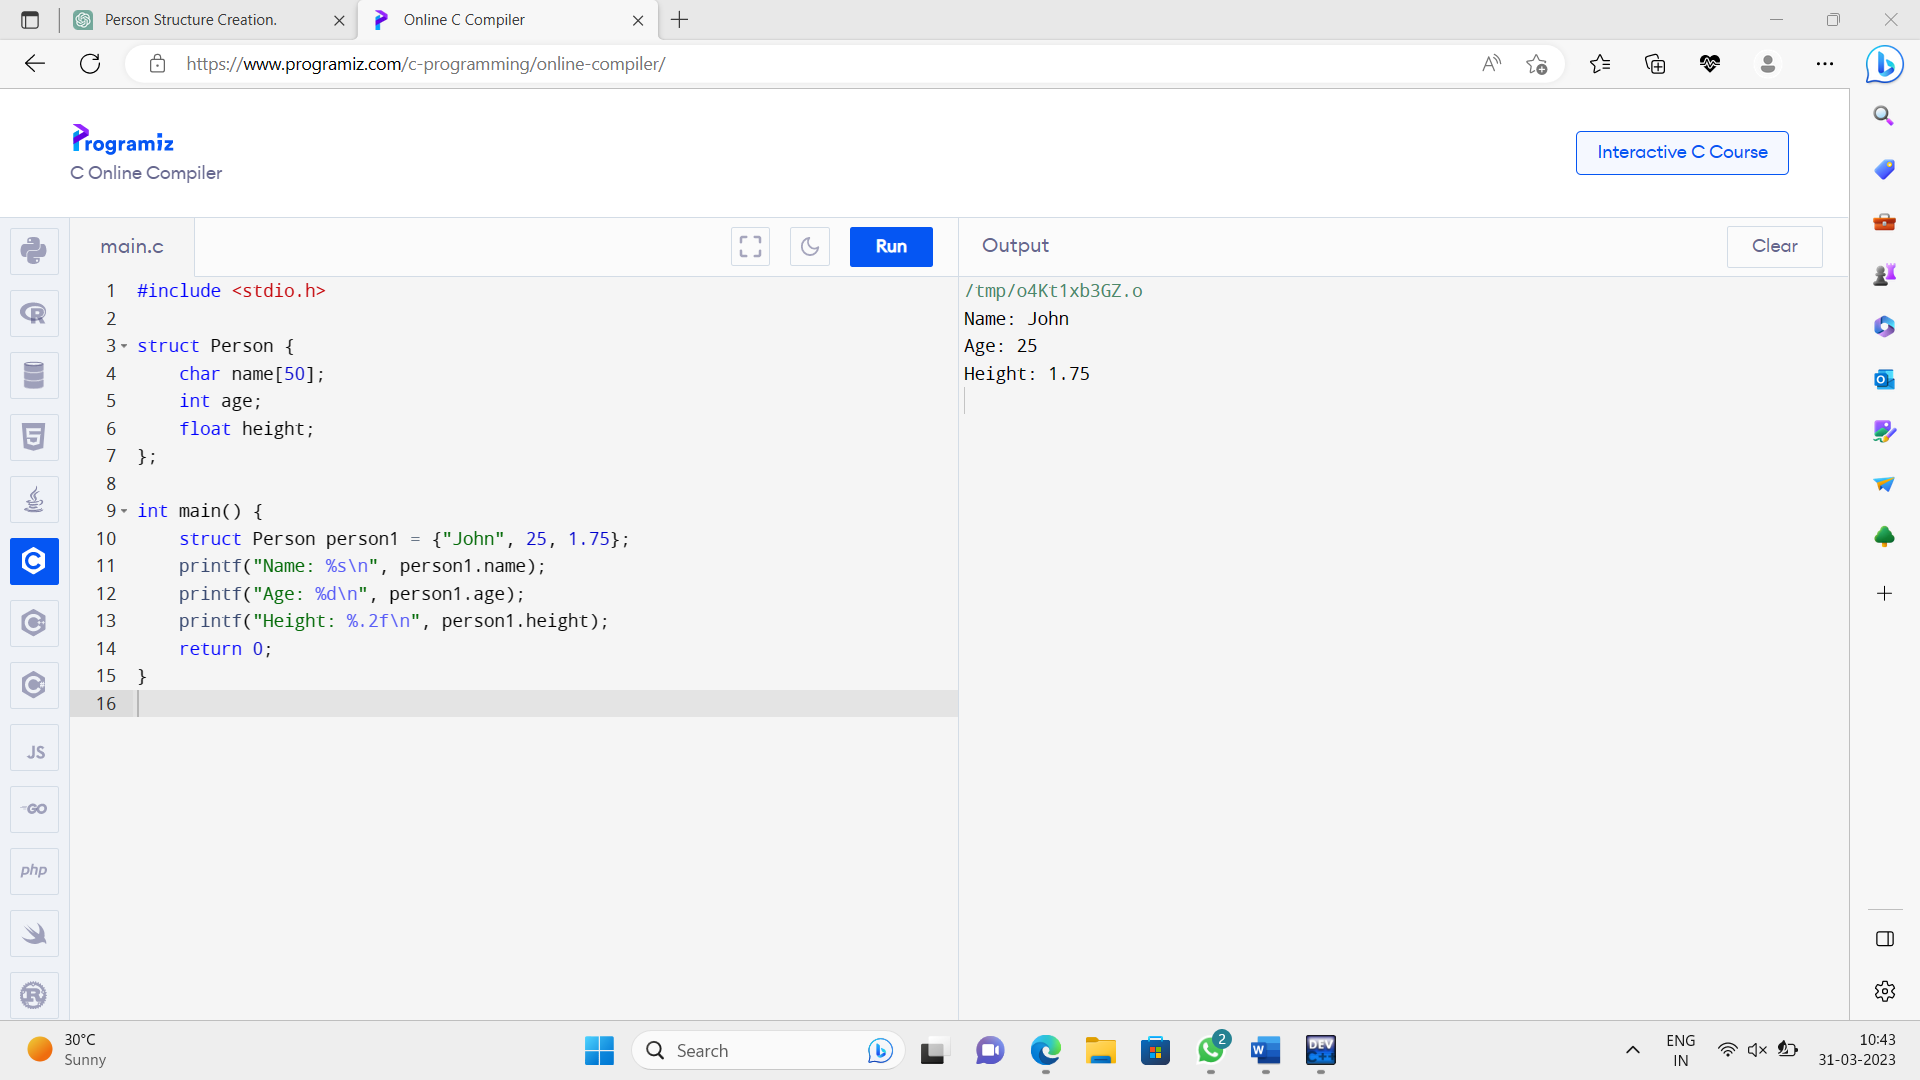 Person Structure Creation.
Online C Compiler
https://www.programiz.com/c-programming/online-compiler/
Programiz
C Online Compiler
Interactive C Course
main.c
Run
Output
Clear
1 #include <stdio.h>
2
3 struct Person {
4     char name[50];
5     int age;
6     float height;
7 };
8
9 int main() {
10     struct Person person1 = {"John", 25, 1.75};
11     printf("Name: %s\n", person1.name);
12     printf("Age: %d\n", person1.age);
13     printf("Height: %.2f\n", person1.height);
14     return 0;
15 }
16
/tmp/o4Kt1xb3GZ.o
Name: John
Age: 25
Height: 1.75
JS
GO
php
30°C
Sunny
Search
2
DEV
ENG
IN
10:43
31-03-2023